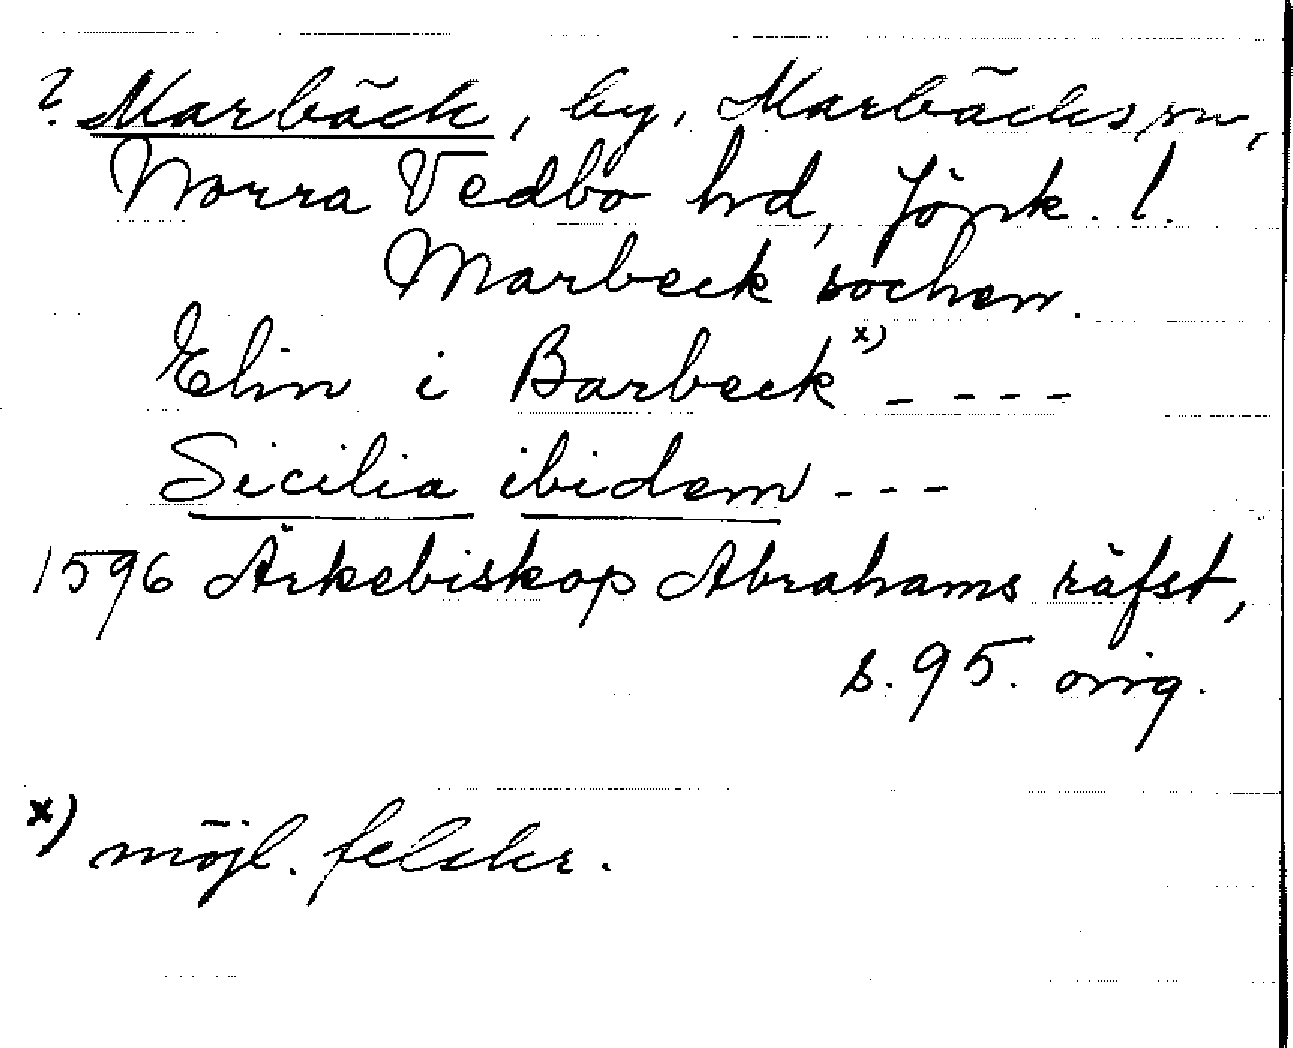 ? Marbäck, by, Marbäcks sn,
Norra Vedbo hd, Jönk. l.
Marbeck sochen.
Elin i Barbeck x) - - - -
Sicilia ibidem - - -
1596 Ärkebiskop Abrahams räfst,
s. 95. orig.
x) möjl. felskr.